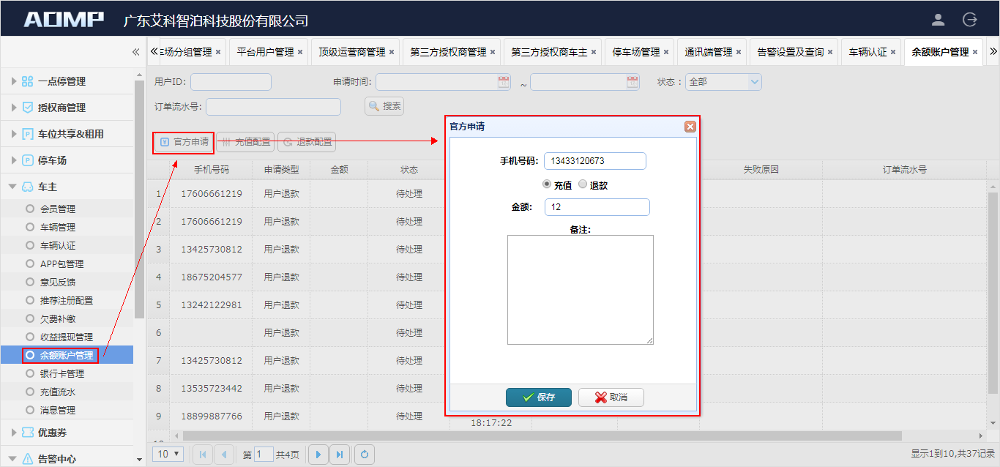 AOMP 广东艾科智泊科技股份有限公司
车场分组管理 平台用户管理 顶级运营商管理 第三方授权商管理 第三方授权商车主 停车场管理 通讯端管理 告警设置及查询 车辆认证 余额账户管理
一点停管理
授权商管理
车位共享&租用
停车场
车主
会员管理
车辆管理
车辆认证
APP包管理
意见反馈
推荐注册配置
欠费补缴
收益提现管理
余额账户管理
银行卡管理
充值流水
消息管理
优惠券
告警中心
用户ID: 申请时间: ~ 状态： 全部
订单流水号: 搜索
官方申请 充值配置 退款配置
手机号码 申请类型 金额 状态 失败原因 订单流水号
1 17606661219 用户退款 待处理
2 17606661219 用户退款 待处理
3 13425730812 用户退款 待处理
4 18675204577 用户退款 待处理
5 13242122981 用户退款 待处理
6 用户退款 待处理
7 13425730812 用户退款 待处理
8 13535723442 用户退款 待处理
9 18899887766 用户退款 待处理 18:17:22
官方申请
手机号码: 13433120673
充值 退款
金额: 12
备注:
保存 取消
10 第 1 共4页 显示1到10,共37记录